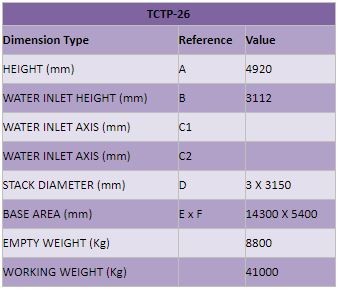 TCTP-26
Dimension Type Reference Value
HEIGHT (mm) A 4920
WATER INLET HEIGHT (mm) B 3112
WATER INLET AXIS (mm) C1
WATER INLET AXIS (mm) C2
STACK DIAMETER (mm) D 3 X 3150
BASE AREA (mm) E x F 14300 X 5400
EMPTY WEIGHT (Kg) 8800
WORKING WEIGHT (Kg) 41000